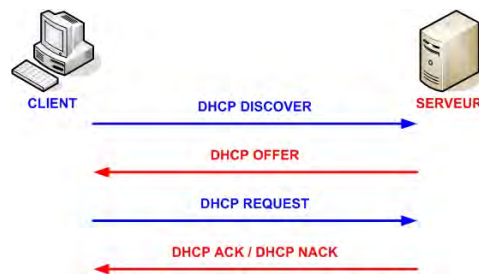 CLIENT
SERVEUR
DHCP DISCOVER
DHCP OFFER
DHCP REQUEST
DHCP ACK / DHCP NACK